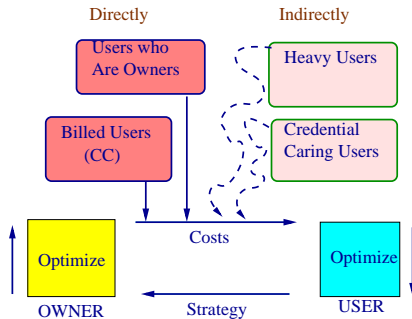 Directly
Indirectly
Users who
Are Owners
Heavy Users
Billed Users
(CC)
Credential
Caring Users
Costs
Optimize
Optimize
OWNER
Strategy
USER